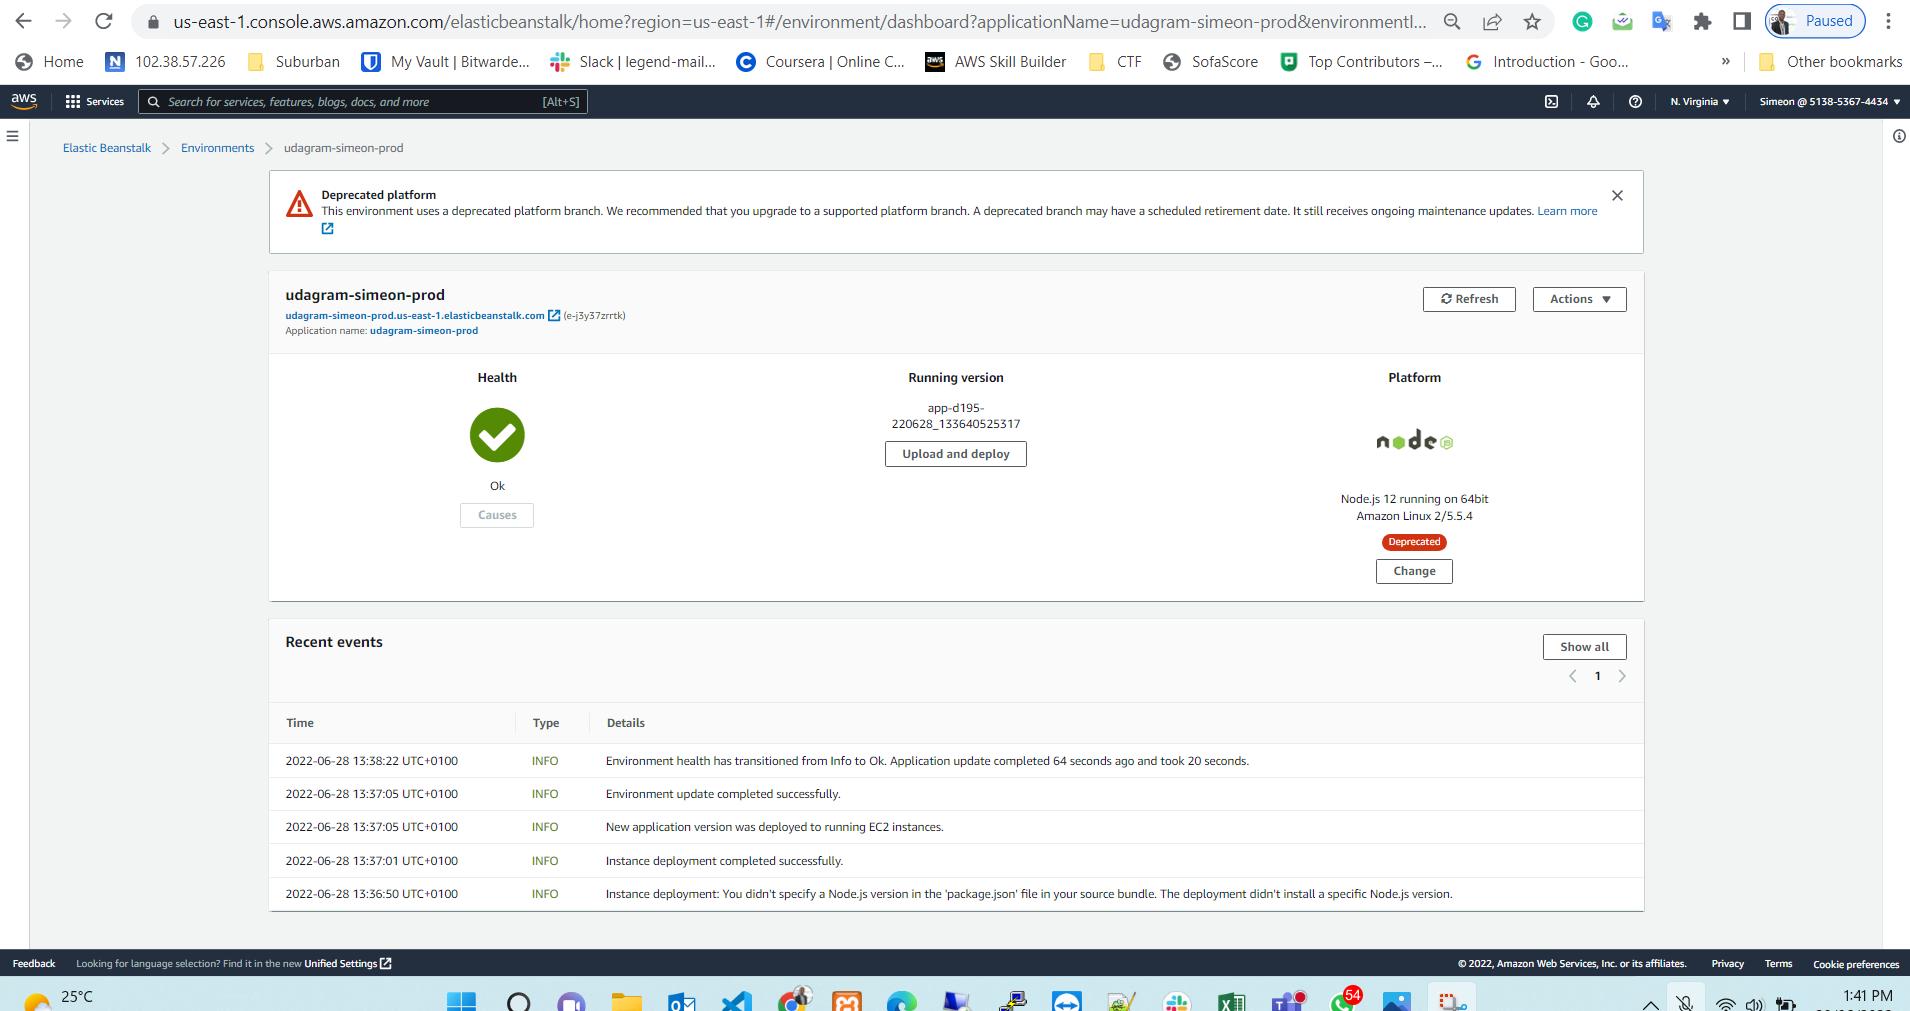 us-east-1.console.aws.amazon.com/elasticbeanstalk/home?region=us-east-1#/environment/dashboard?applicationName=udagram-simeon-prod&environmentI... Paused
Home 102.38.57.226 Suburban My Vault | Bitwarde... Slack | legend-mail... Coursera | Online C... AWS Skill Builder CTF SofaScore Top Contributors –... Introduction - Goo... » Other bookmarks
aws Services Search for services, features, blogs, docs, and more [Alt+S] N. Virginia Simeon @ 5138-5367-4434
Elastic Beanstalk Environments udagram-simeon-prod
Deprecated platform
This environment uses a deprecated platform branch. We recommended that you upgrade to a supported platform branch. A deprecated branch may have a scheduled retirement date. It still receives ongoing maintenance updates. Learn more
udagram-simeon-prod Refresh Actions
udagram-simeon-prod.us-east-1.elasticbeanstalk.com (e-j3y37zrrtk)
Application name: udagram-simeon-prod
Health
Ok
Causes
Running version
app-d195-
220628_133640525317
Upload and deploy
Platform
node JS
Node.js 12 running on 64bit
Amazon Linux 2/5.5.4
Deprecated
Change
Recent events Show all
1
Time Type Details
2022-06-28 13:38:22 UTC+0100 INFO Environment health has transitioned from Info to Ok. Application update completed 64 seconds ago and took 20 seconds.
2022-06-28 13:37:05 UTC+0100 INFO Environment update completed successfully.
2022-06-28 13:37:05 UTC+0100 INFO New application version was deployed to running EC2 instances.
2022-06-28 13:37:01 UTC+0100 INFO Instance deployment completed successfully.
2022-06-28 13:36:50 UTC+0100 INFO Instance deployment: You didn't specify a Node.js version in the 'package.json' file in your source bundle. The deployment didn't install a specific Node.js version.
Feedback Looking for language selection? Find it in the new Unified Settings © 2022, Amazon Web Services, Inc. or its affiliates. Privacy Terms Cookie preferences
25°C 54 1:41 PM